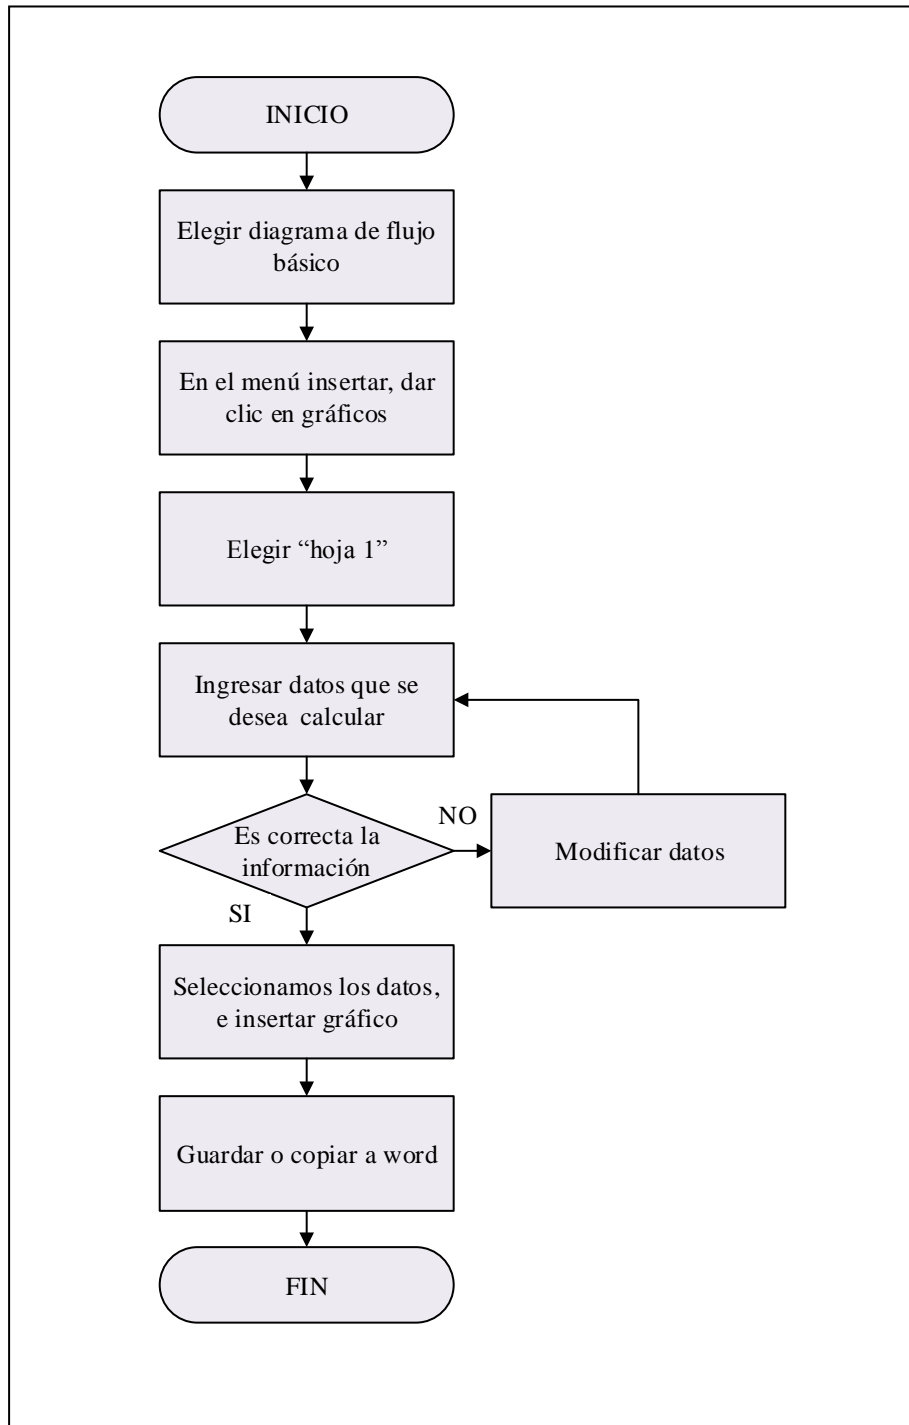 INICIO
Elegir diagrama de flujo
básico
En el menú insertar, dar
clic en gráficos
Elegir “hoja 1”
Ingresar datos que se
desea  calcular
Es correcta la
información
NO
Modificar datos
SI
Seleccionamos los datos,
e insertar gráfico
Guardar o copiar a word
FIN